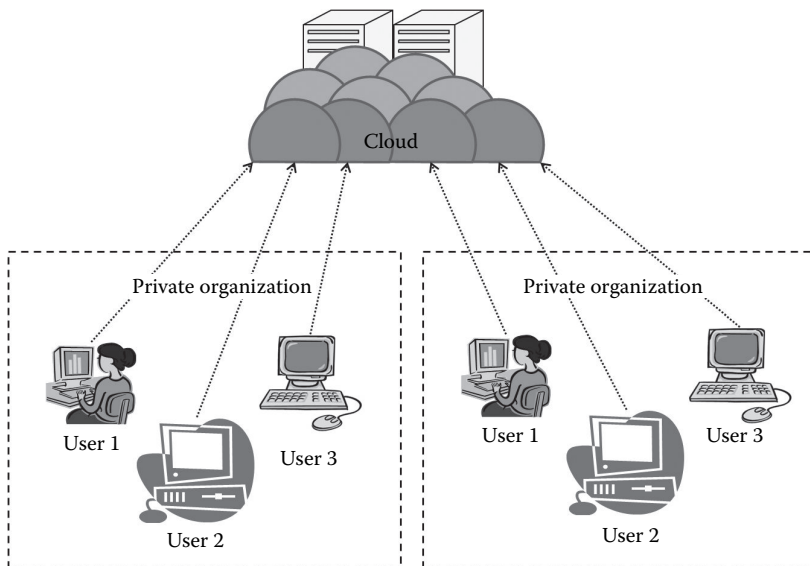 Cloud
Private organization
User 1
User 2
User 3
Private organization
User 1
User 2
User 3